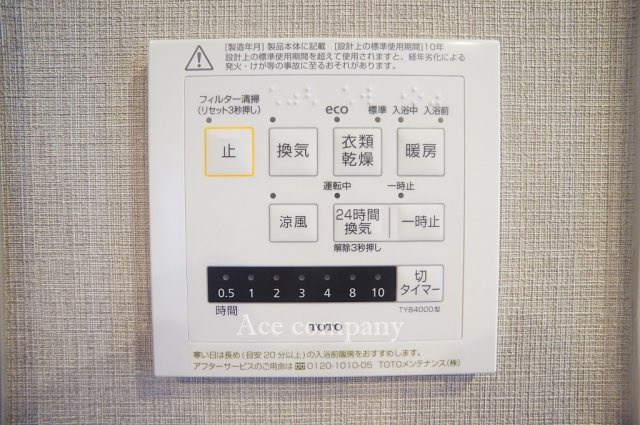 [製造年月] 製品本体に記載 [設計上の標準使用期間] 10年
設計上の標準使用期間を超えて使用されますと、経年劣化による
発火・けが等の事故に至るおそれがあります。
フィルター清掃
(リセット3秒押し)
eco 標準 入浴中 入浴前
止 換気 衣類乾燥 暖房
運転中 一時止
涼風 24時間換気 一時止
解除3秒押し
0.5 1 2 3 4 8 10 切タイマー
時間
TYB4000型
TOTO
Ace company
寒い日は長め(目安20分以上)の入浴前暖房をおすすめします。
アフターサービスのご用命は 0120-1010-05 TOTOメンテナンス(株)